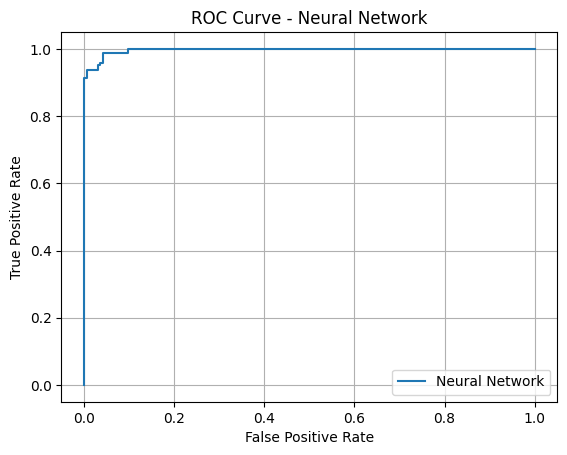 ROC Curve - Neural Network
1.0
0.8
0.6
0.4
0.2
0.0
True Positive Rate
Neural Network
0.0 0.2 0.4 0.6 0.8 1.0
False Positive Rate